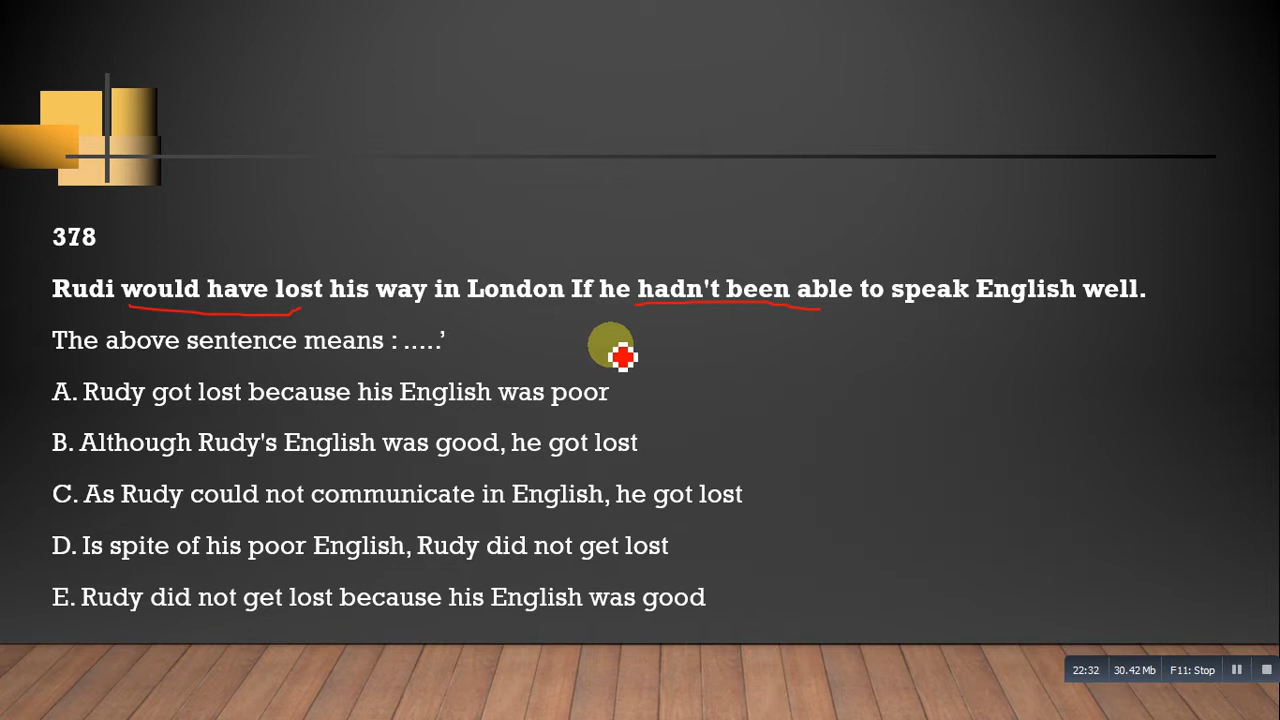 378
Rudi would have lost his way in London If he hadn't been able to speak English well.
The above sentence means : .....’
A. Rudy got lost because his English was poor
B. Although Rudy's English was good, he got lost
C. As Rudy could not communicate in English, he got lost
D. Is spite of his poor English, Rudy did not get lost
E. Rudy did not get lost because his English was good
22:32 30.42 Mb F11: Stop